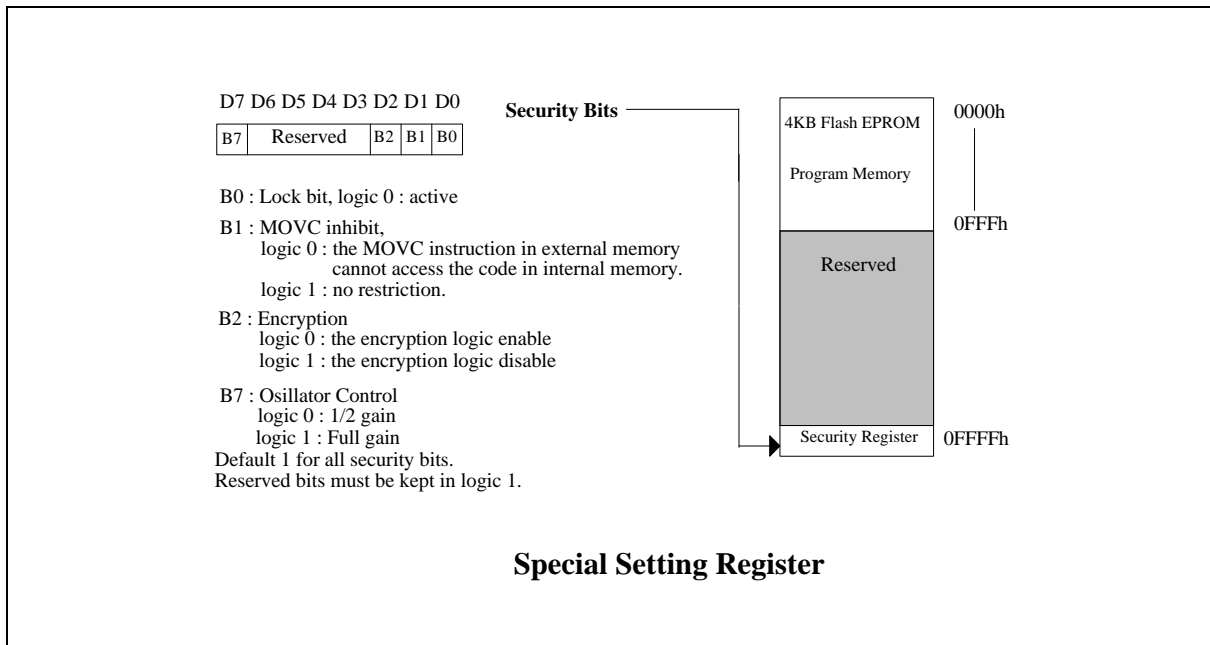 D7 D6 D5 D4 D3 D2 D1 D0
B7 Reserved B2 B1 B0
B0 : Lock bit, logic 0 : active
B1 : MOVC inhibit,
logic 0 : the MOVC instruction in external memory
cannot access the code in internal memory.
logic 1 : no restriction.
B2 : Encryption
logic 0 : the encryption logic enable
logic 1 : the encryption logic disable
B7 : Osillator Control
logic 0 : 1/2 gain
logic 1 : Full gain
Default 1 for all security bits.
Reserved bits must be kept in logic 1.
Security Bits
4KB Flash EPROM
Program Memory
0000h
0FFFh
Reserved
Security Register
0FFFFh
Special Setting Register